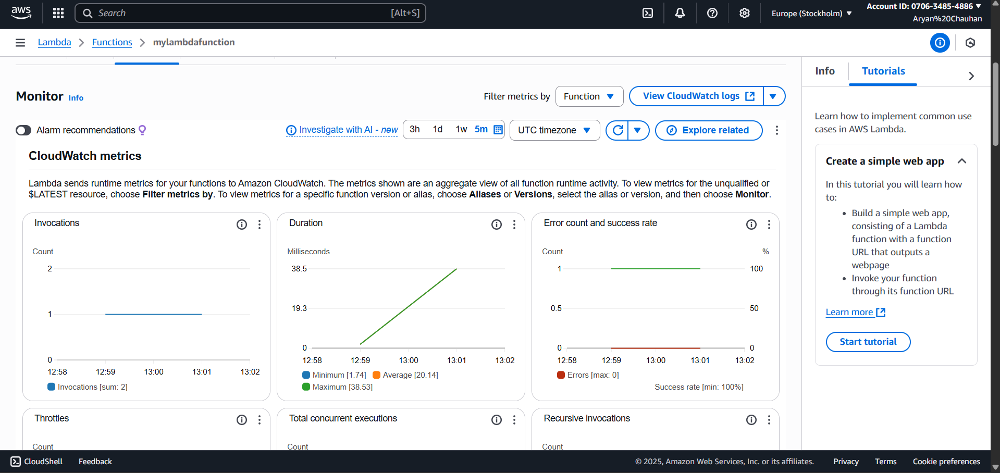 aws
Search [Alt+S]
Europe (Stockholm)
Account ID: 0706-3485-4886
Aryan%20Chauhan
Lambda
Functions
mylambdafunction
Monitor Info
Filter metrics by
Function
View CloudWatch logs
Alarm recommendations
Investigate with AI - new
3h 1d 1w 5m
UTC timezone
Explore related
CloudWatch metrics
Lambda sends runtime metrics for your functions to Amazon CloudWatch. The metrics shown are an aggregate view of all function runtime activity. To view metrics for the unqualified or
$LATEST resource, choose Filter metrics by. To view metrics for a specific function version or alias, choose Aliases or Versions, select the alias or version, and then choose Monitor.
Invocations
Count
2
1
0
12:58 12:59 13:00 13:01 13:02
Invocations [sum: 2]
Duration
Milliseconds
38.5
19.3
0
12:58 12:59 13:00 13:01 13:02
Minimum [1.74] Average [20.14]
Maximum [38.53]
Error count and success rate
Count %
1 100
0.5 50
0 0
12:58 12:59 13:00 13:01 13:02
Errors [max: 0]
Success rate [min: 100%]
Throttles
Count
Total concurrent executions
Count
Recursive invocations
Count
Info
Tutorials
Learn how to implement common use
cases in AWS Lambda.
Create a simple web app
In this tutorial you will learn how
to:
• Build a simple web app,
consisting of a Lambda
function with a function
URL that outputs a
webpage
• Invoke your function
through its function URL
Learn more
Start tutorial
CloudShell
Feedback
© 2025, Amazon Web Services, Inc. or its affiliates.
Privacy
Terms
Cookie preferences